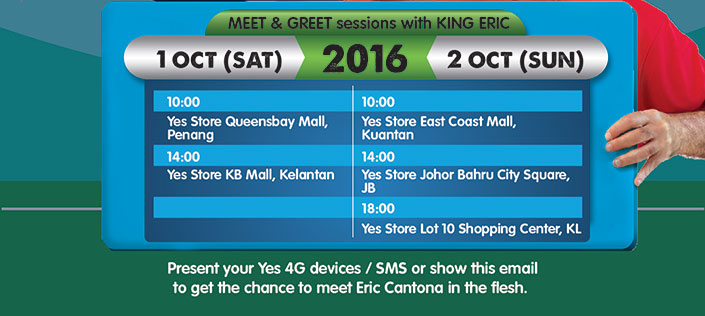 MEET & GREET sessions with KING ERIC
1 OCT (SAT)
2016
2 OCT (SUN)
10:00
Yes Store Queensbay Mall,
Penang
14:00
Yes Store KB Mall, Kelantan
10:00
Yes Store East Coast Mall,
Kuantan
14:00
Yes Store Johor Bahru City Square,
JB
18:00
Yes Store Lot 10 Shopping Center, KL
Present your Yes 4G devices / SMS or show this email
to get the chance to meet Eric Cantona in the flesh.